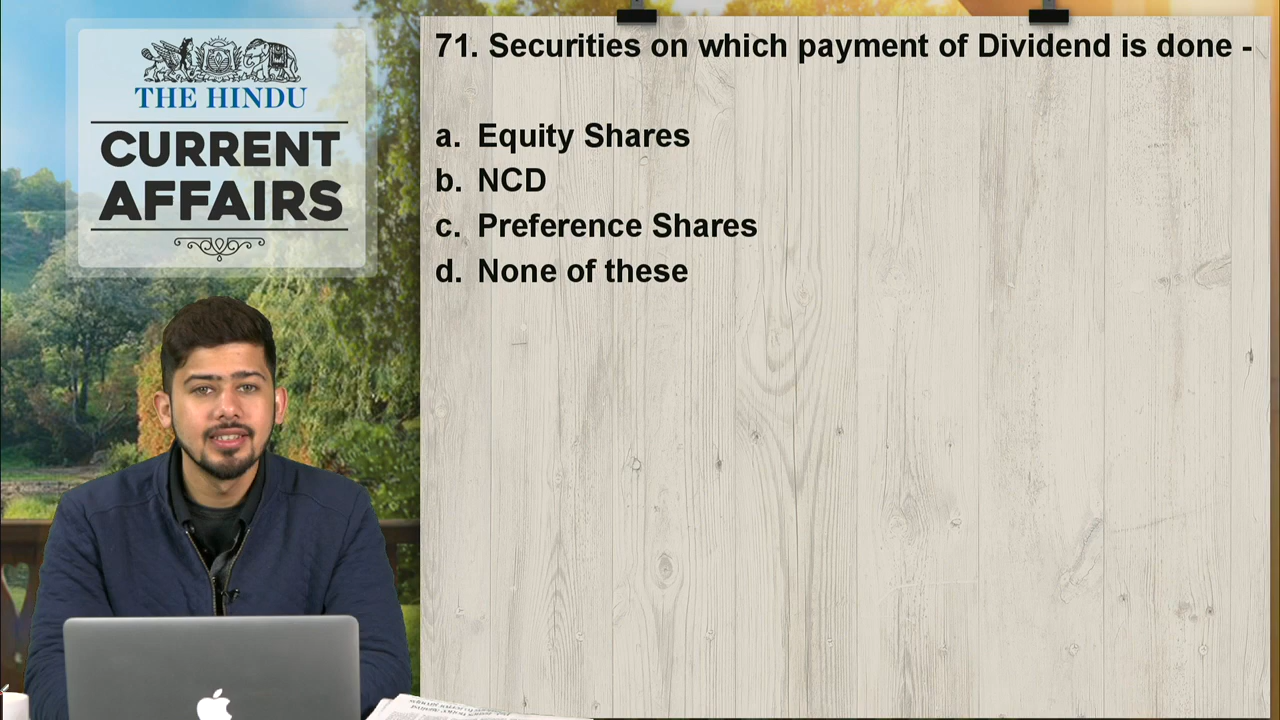 THE HINDU
CURRENT
AFFAIRS
71. Securities on which payment of Dividend is done -
a. Equity Shares
b. NCD
c. Preference Shares
d. None of these